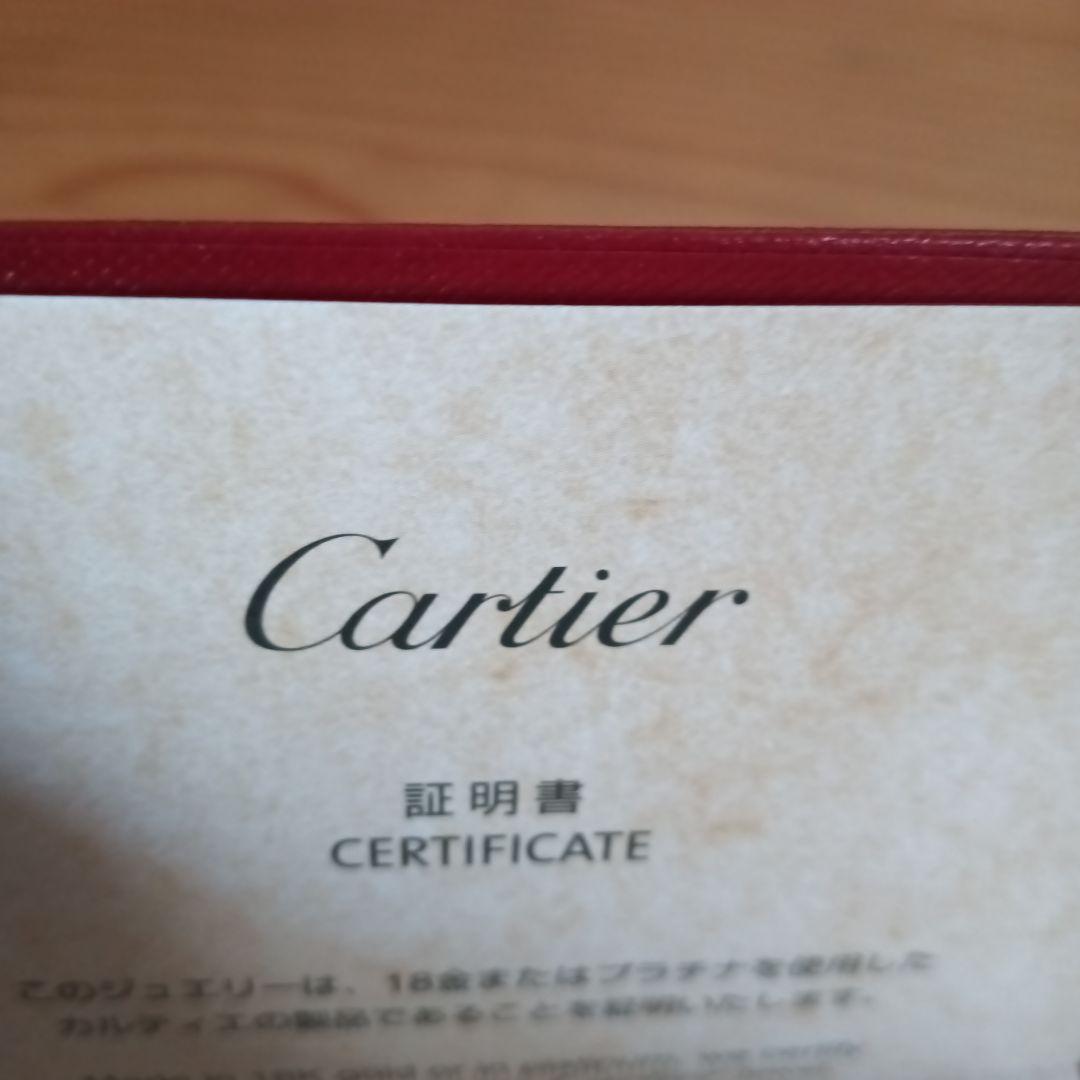 Cartier
証明書
CERTIFICATE
このジュエリーは、18金またはプラチナを使用した
カルティエの製品であることを証明いたします。